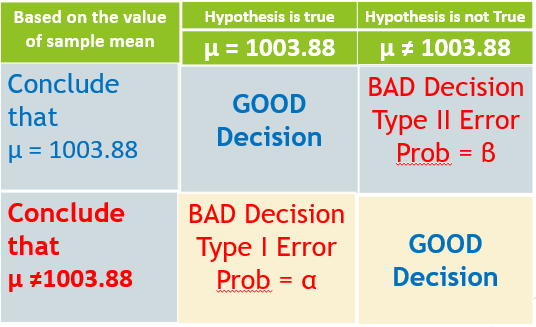 Based on the value
of sample mean
Hypothesis is true
μ = 1003.88
Hypothesis is not True
μ ≠ 1003.88
Conclude
that
μ = 1003.88
GOOD
Decision
BAD Decision
Type II Error
Prob = ß
Conclude
that
μ ≠1003.88
BAD Decision
Type I Error
Prob = α
GOOD
Decision